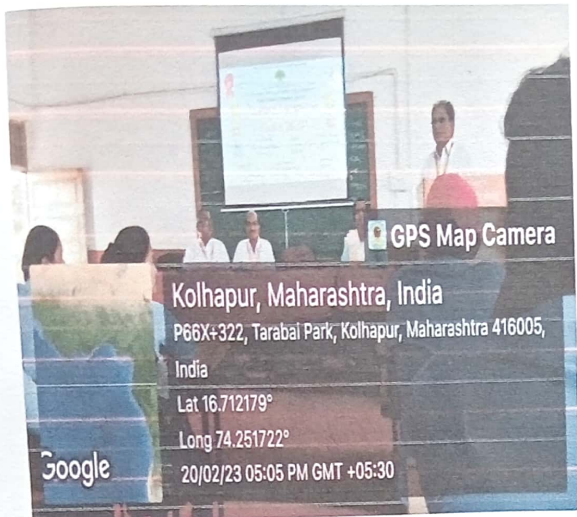 GPS Map Camera
Kolhapur, Maharashtra, India
P66X+322, Tarabai Park, Kolhapur, Maharashtra 416005,
India
Lat 16.712179°
Long 74.251722°
Google
20/02/23 05:05 PM GMT +05:30